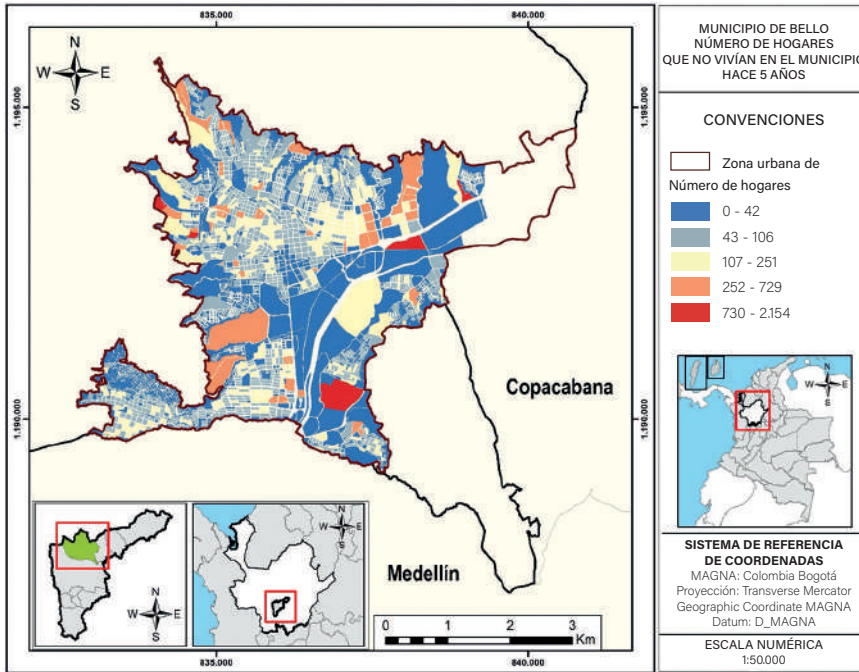 835.000
840.000
N
W E
S
1.195.000
1.195.000
1.190.000
1.190.000
Copacabana
Medellín
N
W E
S
N
W E
S
0 1 2 3
Km
835.000
840.000
MUNICIPIO DE BELLO
NÚMERO DE HOGARES
QUE NO VIVÍAN EN EL MUNICIPIO
HACE 5 AÑOS
CONVENCIONES
Zona urbana de
Número de hogares
0 - 42
43 - 106
107 - 251
252 - 729
730 - 2.154
N
W E
S
SISTEMA DE REFERENCIA
DE COORDENADAS
MAGNA: Colombia Bogotá
Proyección: Transverse Mercator
Geographic Coordinate MAGNA
Datum: D_MAGNA
ESCALA NUMÉRICA
1:50.000